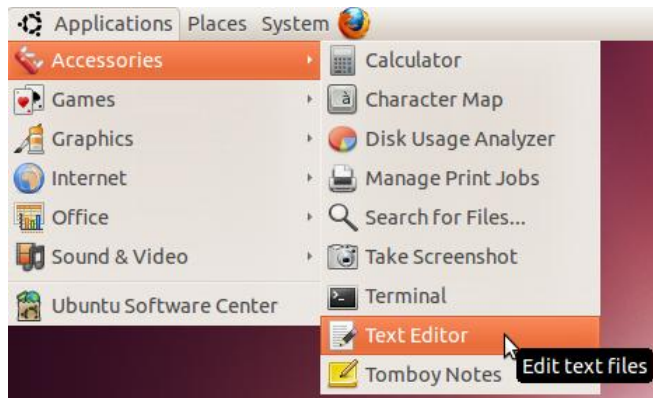 Applications Places System
Accessories
Games
Graphics
Internet
Office
Sound & Video
Ubuntu Software Center
Calculator
à
Character Map
Disk Usage Analyzer
Manage Print Jobs
Search for Files...
Take Screenshot
Terminal
Text Editor
Edit text files
Tomboy Notes